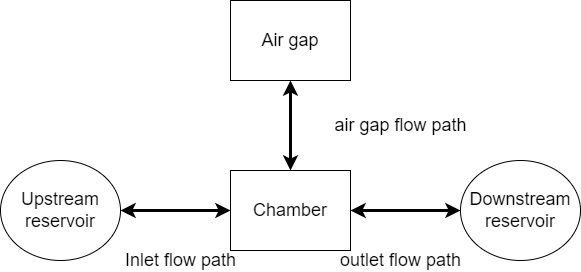 Air gap
air gap flow path
Upstream
reservoir
Chamber
Downstream
reservoir
Inlet flow path
outlet flow path